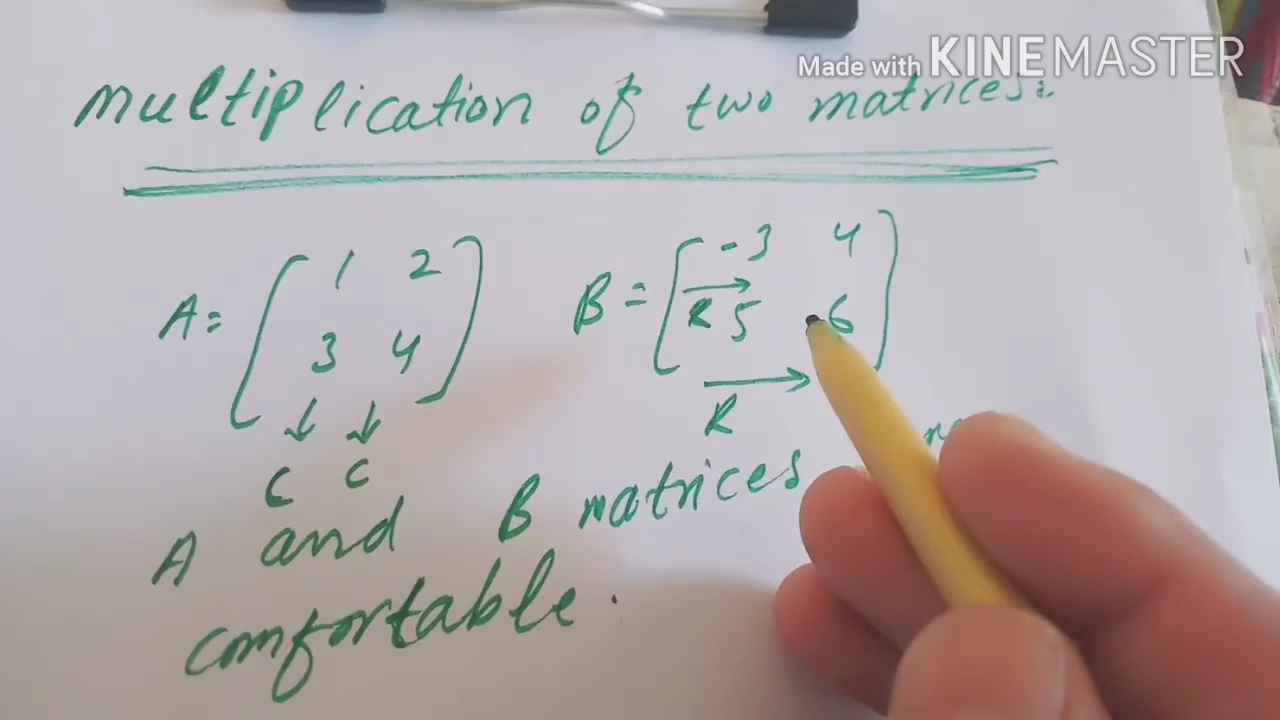 Made with KINEMASTER
multiplication of two matrices:
A = [ 1 2
3 4 ]
B = [ -3 4
R 5 6 ]
C C
R
A and B matrices
comfortable.